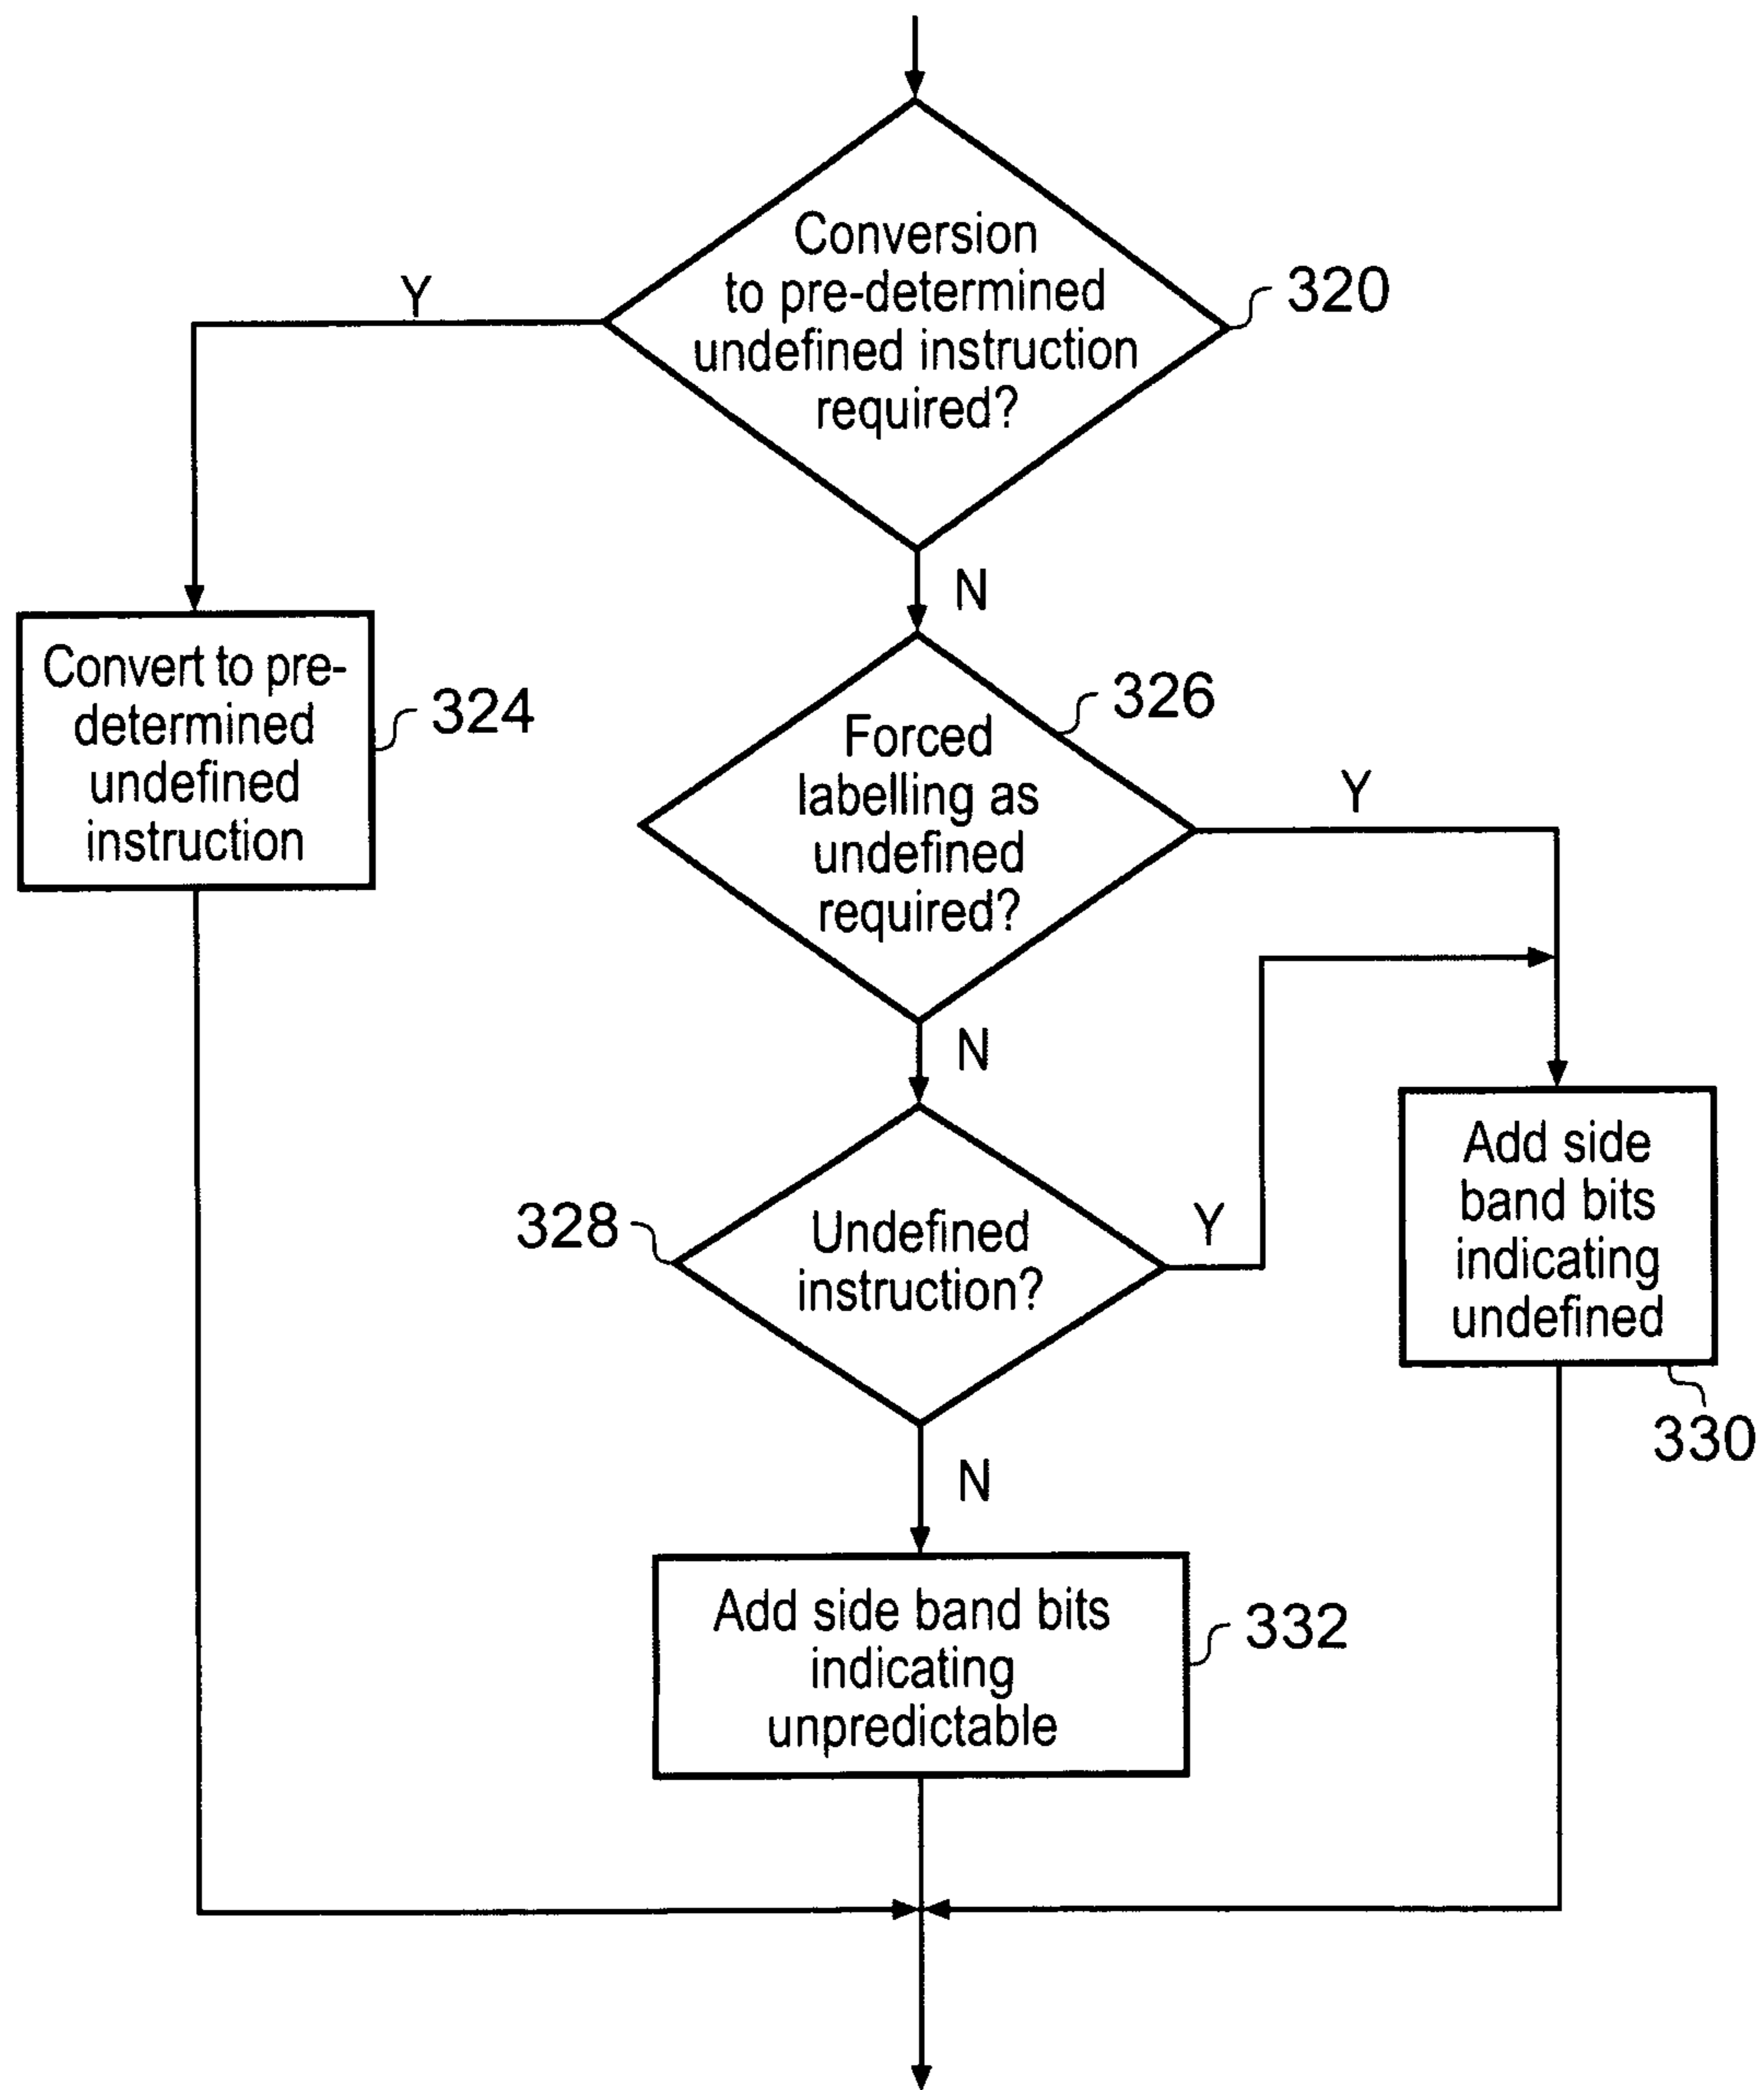 Conversion
to pre-determined
undefined instruction
required?
320
Y
N
Convert to pre-
determined
undefined
instruction
324
Forced
labelling as
undefined
required?
326
Y
N
Undefined
instruction?
328
Y
N
Add side
band bits
indicating
undefined
330
Add side band bits
indicating
unpredictable
332